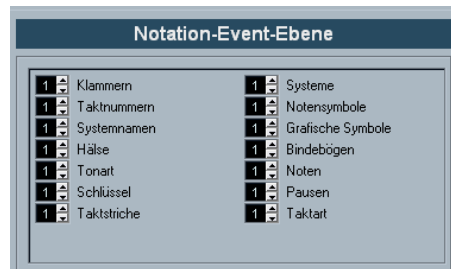 Notation-Event-Ebene
1 Klammern
1 Taktnummern
1 Systemnamen
1 Hälse
1 Tonart
1 Schlüssel
1 Taktstriche
1 Systeme
1 Notensymbole
1 Grafische Symbole
1 Bindebögen
1 Noten
1 Pausen
1 Taktart